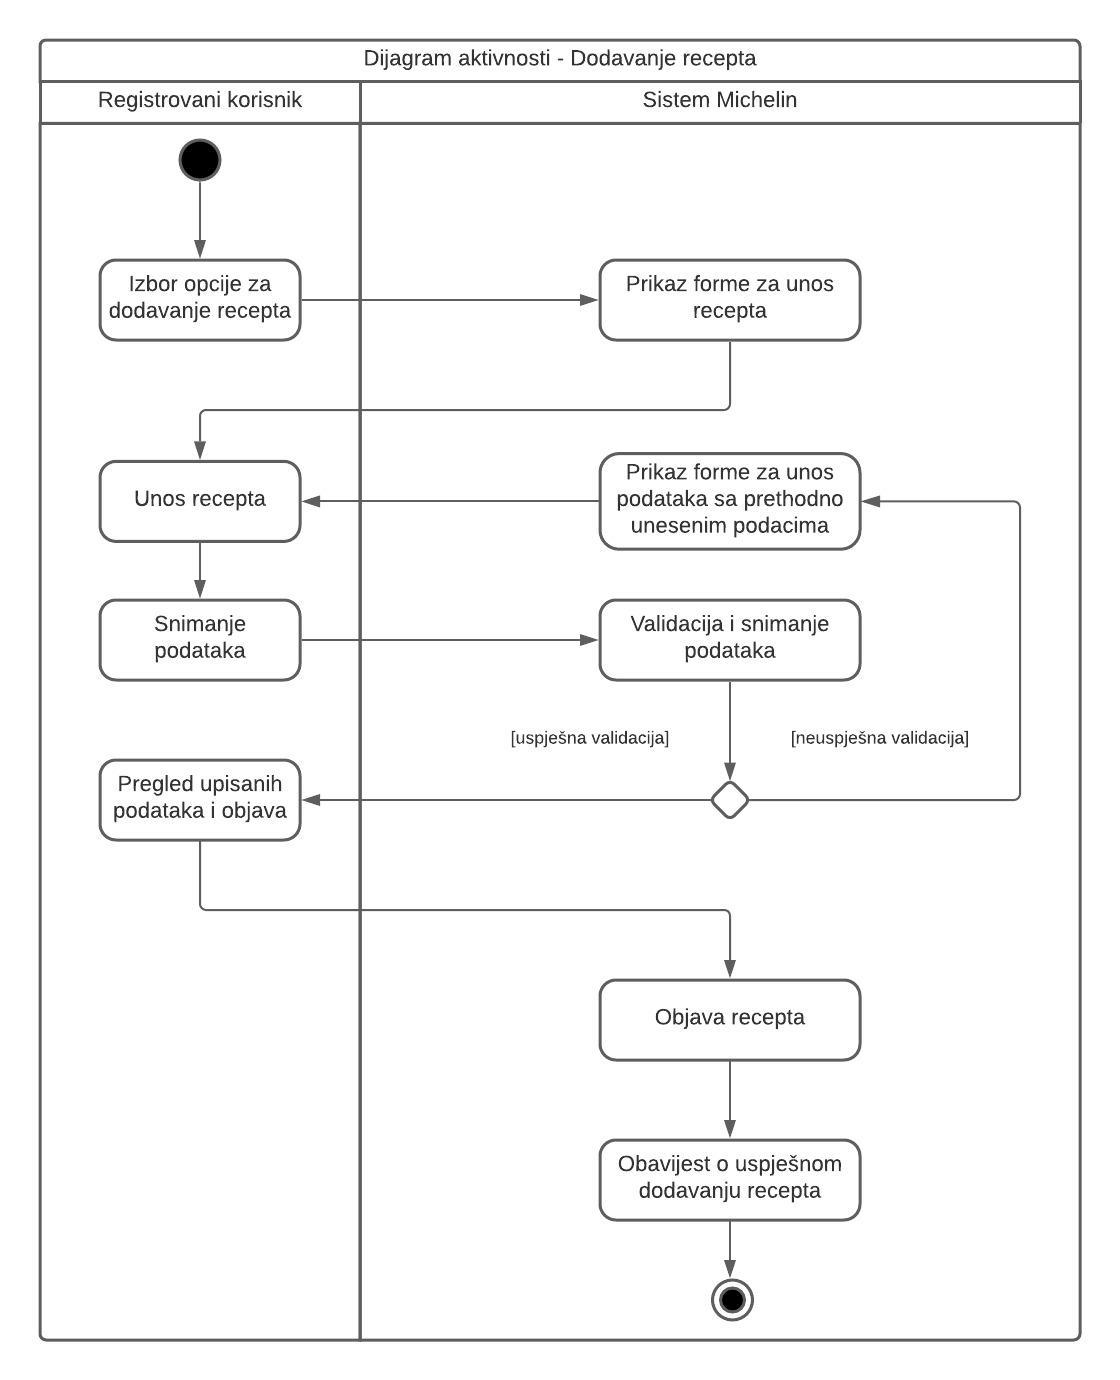 Dijagram aktivnosti - Dodavanje recepta
Registrovani korisnik
Sistem Michelin
Izbor opcije za
dodavanje recepta
Prikaz forme za unos
recepta
Unos recepta
Prikaz forme za unos
podataka sa prethodno
unesenim podacima
Snimanje
podataka
Validacija i snimanje
podataka
[uspješna validacija]
[neuspješna validacija]
Pregled upisanih
podataka i objava
Objava recepta
Obavijest o uspješnom
dodavanju recepta